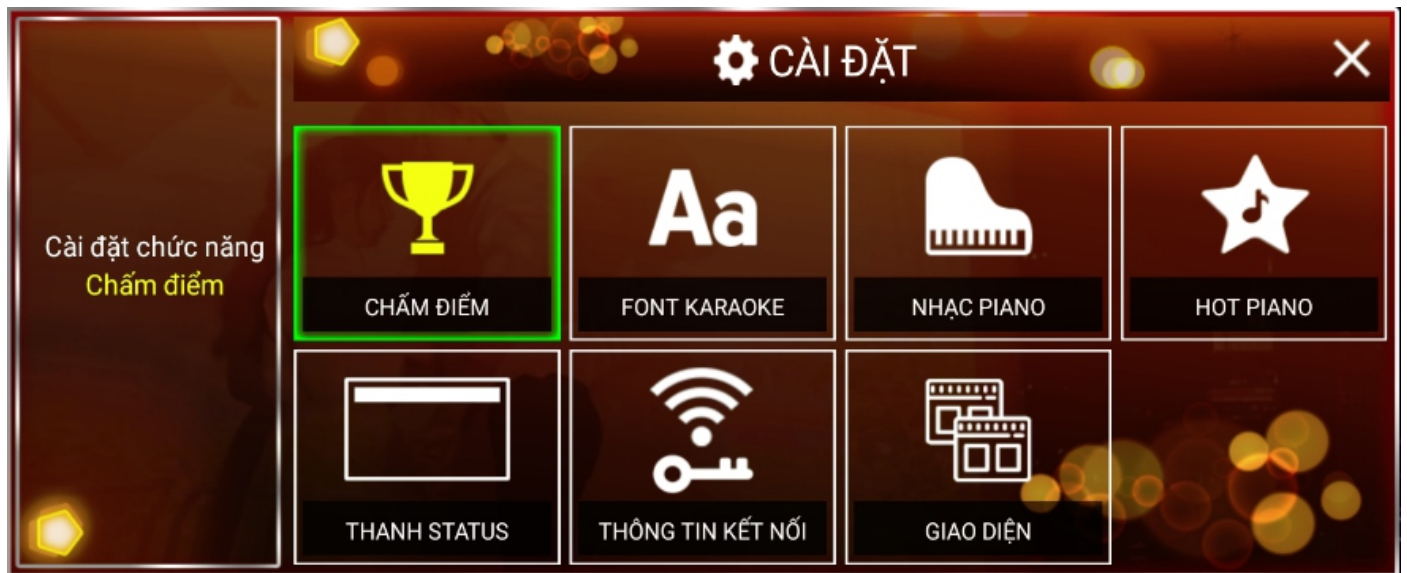 CÀI ĐẶT
Cài đặt chức năng
Chấm điểm
CHẤM ĐIỂM
Aa
FONT KARAOKE
NHẠC PIANO
HOT PIANO
THANH STATUS
THÔNG TIN KẾT NỐI
GIAO DIỆN